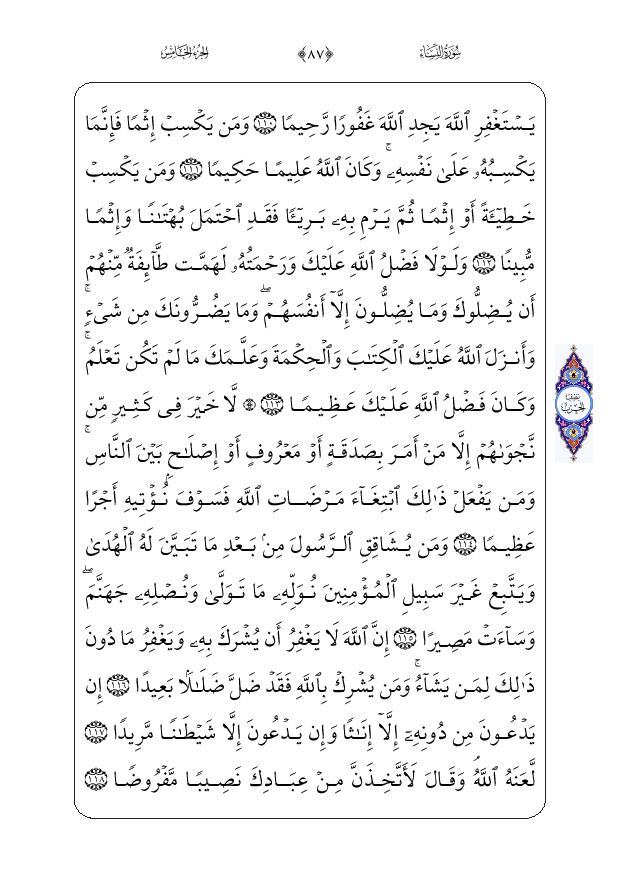 سُورَةُ النِّسَاء
﴿٨٧﴾
الجزء الخامس
يَسْتَغْفِرِ ٱللَّهَ يَجِدِ ٱللَّهَ غَفُورًا رَّحِيمًا ١١٠ وَمَن يَكْسِبْ إِثْمًا فَإِنَّمَا
يَكْسِبُهُۥ عَلَىٰ نَفْسِهِۦ ۚ وَكَانَ ٱللَّهُ عَلِيمًا حَكِيمًا ١١١ وَمَن يَكْسِبْ
خَطِيٓـَٔةً أَوْ إِثْمًا ثُمَّ يَرْمِ بِهِۦ بَرِيٓـًٔا فَقَدِ ٱحْتَمَلَ بُهْتَـٰنًا وَإِثْمًا
مُّبِينًا ١١٢ وَلَوْلَا فَضْلُ ٱللَّهِ عَلَيْكَ وَرَحْمَتُهُۥ لَهَمَّت طَّآئِفَةٌ مِّنْهُمْ
أَن يُضِلُّوكَ وَمَا يُضِلُّونَ إِلَّآ أَنفُسَهُمْ ۖ وَمَا يَضُرُّونَكَ مِن شَىْءٍ ۚ
وَأَنزَلَ ٱللَّهُ عَلَيْكَ ٱلْكِتَـٰبَ وَٱلْحِكْمَةَ وَعَلَّمَكَ مَا لَمْ تَكُن تَعْلَمُ ۚ
وَكَانَ فَضْلُ ٱللَّهِ عَلَيْكَ عَظِيمًا ١١٣ ۞ لَّا خَيْرَ فِى كَثِيرٍ مِّن
نَّجْوَىٰهُمْ إِلَّا مَنْ أَمَرَ بِصَدَقَةٍ أَوْ مَعْرُوفٍ أَوْ إِصْلَـٰحٍۭ بَيْنَ ٱلنَّاسِ ۚ
وَمَن يَفْعَلْ ذَٰلِكَ ٱبْتِغَآءَ مَرْضَاتِ ٱللَّهِ فَسَوْفَ نُؤْتِيهِ أَجْرًا
عَظِيمًا ١١٤ وَمَن يُشَاقِقِ ٱلرَّسُولَ مِنۢ بَعْدِ مَا تَبَيَّنَ لَهُ ٱلْهُدَىٰ
وَيَتَّبِعْ غَيْرَ سَبِيلِ ٱلْمُؤْمِنِينَ نُوَلِّهِۦ مَا تَوَلَّىٰ وَنُصْلِهِۦ جَهَنَّمَ ۖ
وَسَآءَتْ مَصِيرًا ١١٥ إِنَّ ٱللَّهَ لَا يَغْفِرُ أَن يُشْرَكَ بِهِۦ وَيَغْفِرُ مَا دُونَ
ذَٰلِكَ لِمَن يَشَآءُ ۚ وَمَن يُشْرِكْ بِٱللَّهِ فَقَدْ ضَلَّ ضَلَـٰلًۢا بَعِيدًا ١١٦ إِن
يَدْعُونَ مِن دُونِهِۦٓ إِلَّآ إِنَـٰثًا وَإِن يَدْعُونَ إِلَّا شَيْطَـٰنًا مَّرِيدًا ١١٧
لَّعَنَهُ ٱللَّهُ ۘ وَقَالَ لَأَتَّخِذَنَّ مِنْ عِبَادِكَ نَصِيبًا مَّفْرُوضًا ١١٨
نصف
الحزب